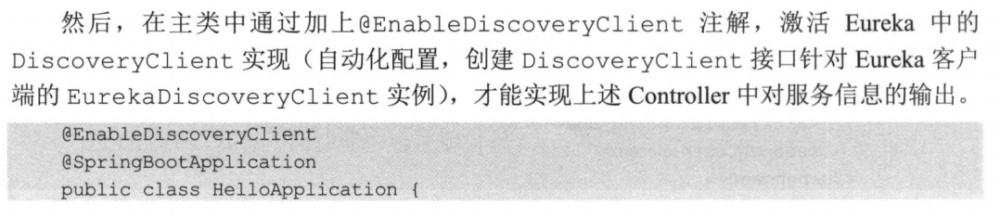 然后，在主类中通过加上@EnableDiscoveryClient 注解，激活 Eureka 中的
DiscoveryClient 实现（自动化配置，创建 DiscoveryClient 接口针对 Eureka 客户
端的 EurekaDiscoveryClient 实例），才能实现上述 Controller 中对服务信息的输出。
@EnableDiscoveryClient
@SpringBootApplication
public class HelloApplication {